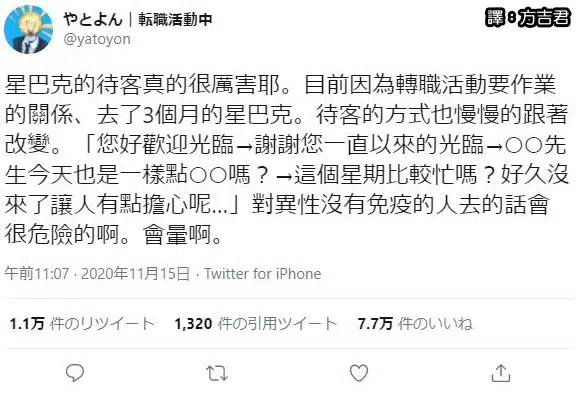 譯:方吉君
やとよん｜転職活動中
@yatoyon
星巴克的待客真的很厲害耶。目前因為轉職活動要作業
的關係、去了3個月的星巴克。待客的方式也慢慢的跟著
改變。「您好歡迎光臨→謝謝您一直以來的光臨→○○先
生今天也是一樣點○○嗎？→這個星期比較忙嗎？好久沒
來了讓人有點擔心呢...」對異性沒有免疫的人去的話會
很危險的啊。會暈啊。
午前11:07 · 2020年11月15日 · Twitter for iPhone
1.1万 件のリツイート 1,320 件の引用ツイート 7.7万 件のいいね